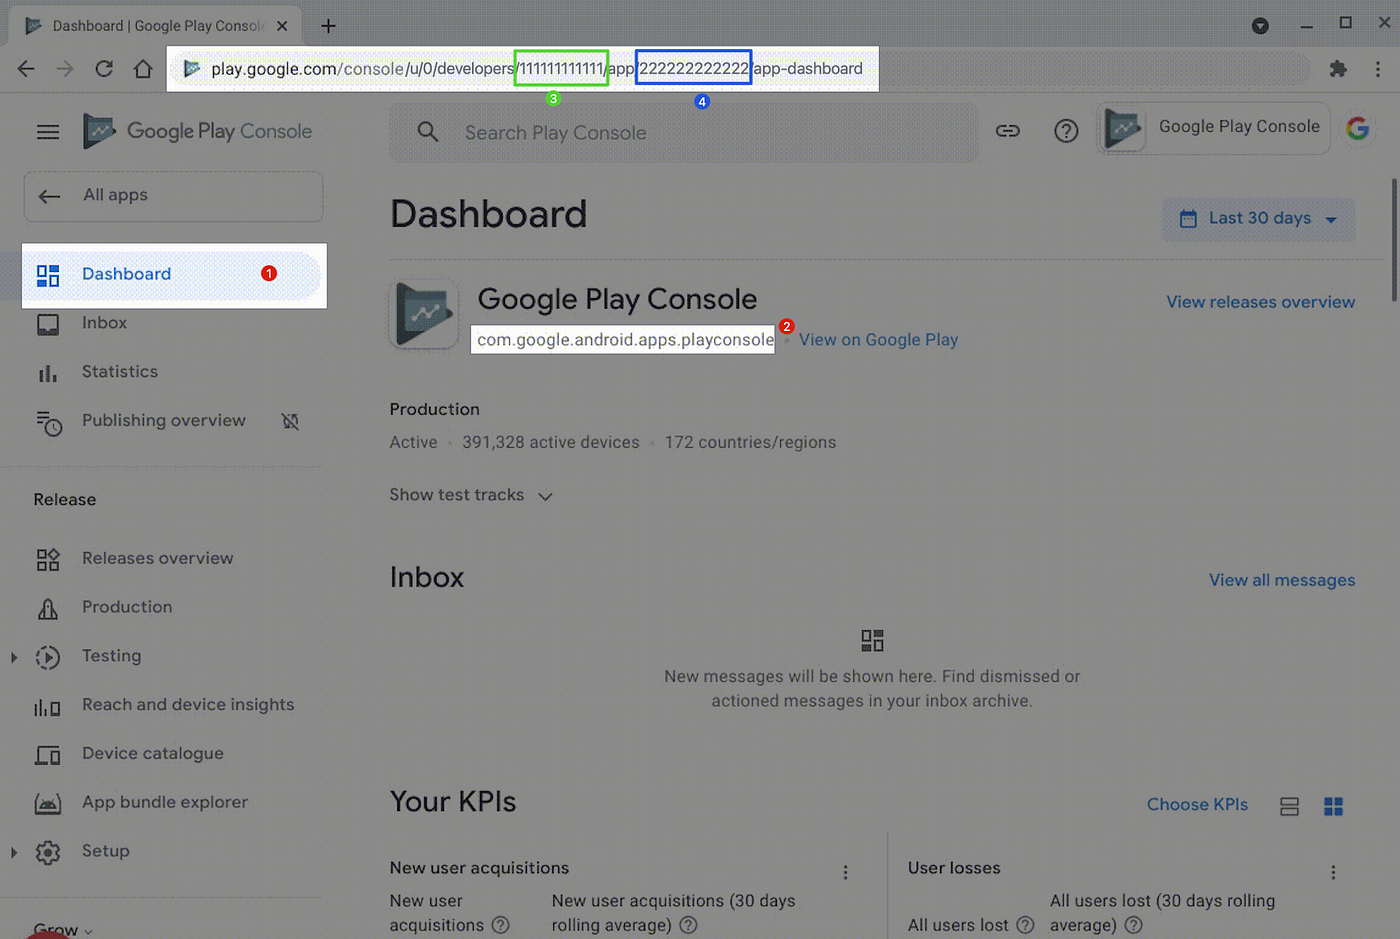 Dashboard | Google Play Console
play.google.com/console/u/0/developers/111111111111/app/222222222222/app-dashboard
3
4
Google Play Console
Search Play Console
Google Play Console
All apps
Dashboard
Last 30 days
Dashboard 1
Google Play Console
View releases overview
Inbox
com.google.android.apps.playconsole 2 · View on Google Play
Statistics
Production
Publishing overview
Active · 391,328 active devices · 172 countries/regions
Release
Show test tracks
Releases overview
Inbox
View all messages
Production
Testing
New messages will be shown here. Find dismissed or
actioned messages in your inbox archive.
Reach and device insights
Device catalogue
App bundle explorer
Your KPIs
Choose KPIs
Setup
New user acquisitions
User losses
New user
acquisitions
New user acquisitions (30 days
rolling average)
All users lost
All users lost (30 days rolling
average)
Grow